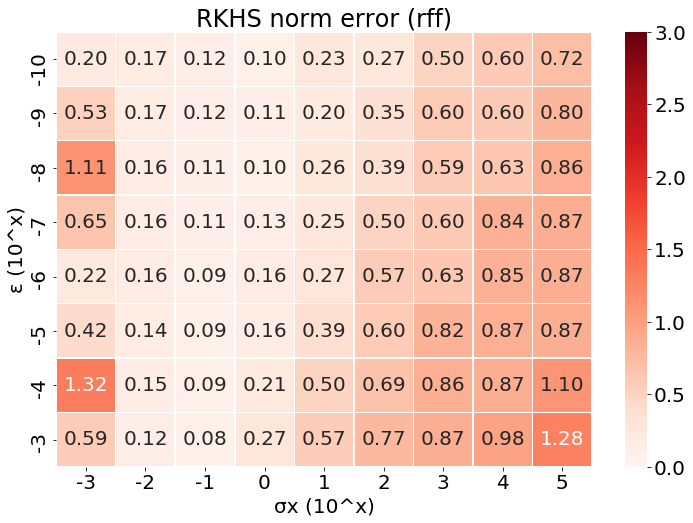 RKHS norm error (rff)
-10 0.20 0.17 0.12 0.10 0.23 0.27 0.50 0.60 0.72
-9 0.53 0.17 0.12 0.11 0.20 0.35 0.60 0.60 0.80
-8 1.11 0.16 0.11 0.10 0.26 0.39 0.59 0.63 0.86
-7 0.65 0.16 0.11 0.13 0.25 0.50 0.60 0.84 0.87
-6 0.22 0.16 0.09 0.16 0.27 0.57 0.63 0.85 0.87
-5 0.42 0.14 0.09 0.16 0.39 0.60 0.82 0.87 0.87
-4 1.32 0.15 0.09 0.21 0.50 0.69 0.86 0.87 1.10
-3 0.59 0.12 0.08 0.27 0.57 0.77 0.87 0.98 1.28
-3 -2 -1 0 1 2 3 4 5
σx (10^x)
ε (10^x)
3.0
2.5
2.0
1.5
1.0
0.5
0.0